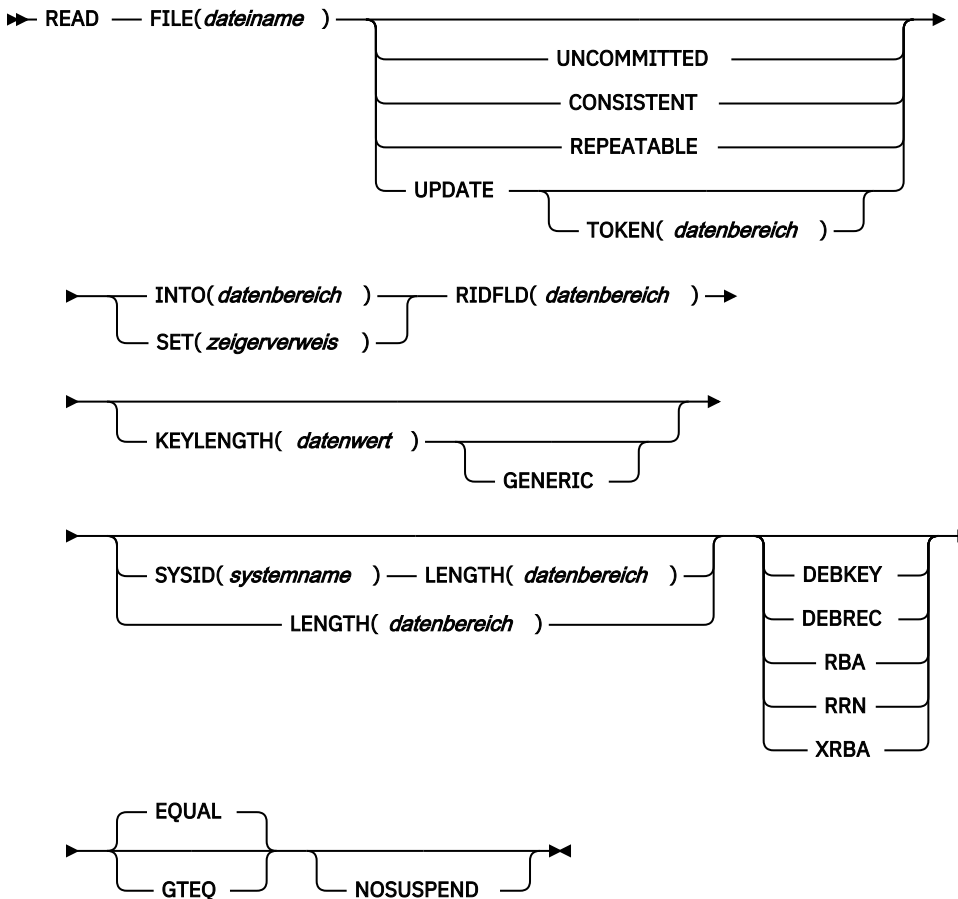 READ FILE(dateiname )
UNCOMMITTED
CONSISTENT
REPEATABLE
UPDATE
TOKEN( datenbereich )
INTO(datenbereich ) RIDFLD( datenbereich )
SET( zeigerverweis )
KEYLENGTH( datenwert )
GENERIC
SYSID( systemname ) LENGTH( datenbereich ) DEBKEY
LENGTH( datenbereich ) DEBREC
RBA
RRN
XRBA
EQUAL
GTEQ NOSUSPEND